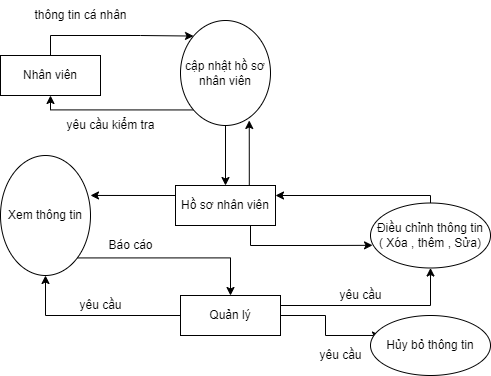 thông tin cá nhân
Nhân viên
cập nhật hồ sơ
nhân viên
yêu cầu kiểm tra
Xem thông tin
Hồ sơ nhân viên
Điều chỉnh thông tin
( Xóa , thêm , Sửa)
Báo cáo
yêu cầu
Quản lý
yêu cầu
yêu cầu
Hủy bỏ thông tin